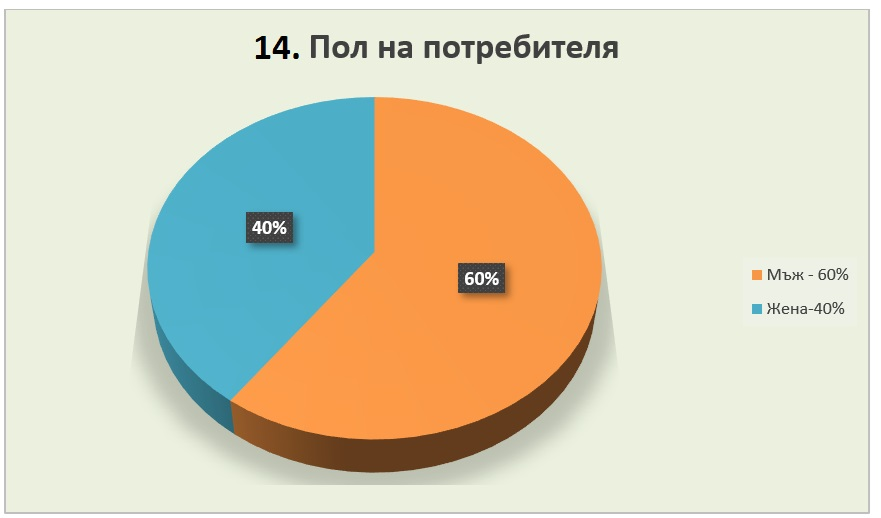 14. Пол на потребителя
40%
60%
Мъж - 60%
Жена-40%